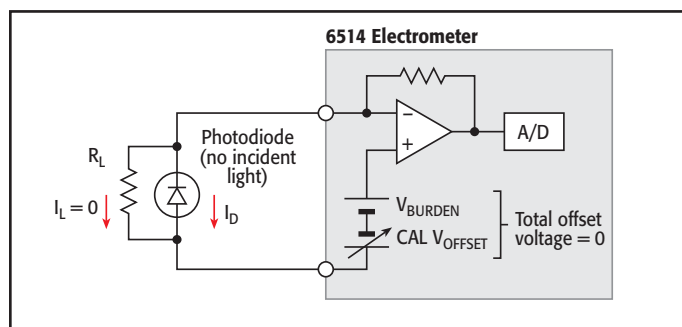 6514 Electrometer
Photodiode
(no incident
light)
R_L
I_L = 0
I_D
−
+
A/D
V_BURDEN
CAL V_OFFSET
Total offset
voltage = 0